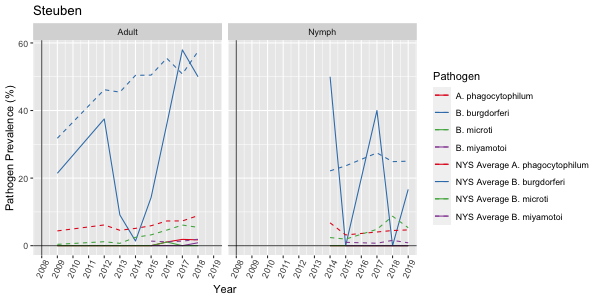 Steuben
Adult
Nymph
Pathogen Prevalence (%)
60
40
20
0
2008
2009
2010
2011
2012
2013
2014
2015
2016
2017
2018
2019
2008
2009
2010
2011
2012
2013
2014
2015
2016
2017
2018
2019
Year
Pathogen
A. phagocytophilum
B. burgdorferi
B. microti
B. miyamotoi
NYS Average A. phagocytophilum
NYS Average B. burgdorferi
NYS Average B. microti
NYS Average B. miyamotoi